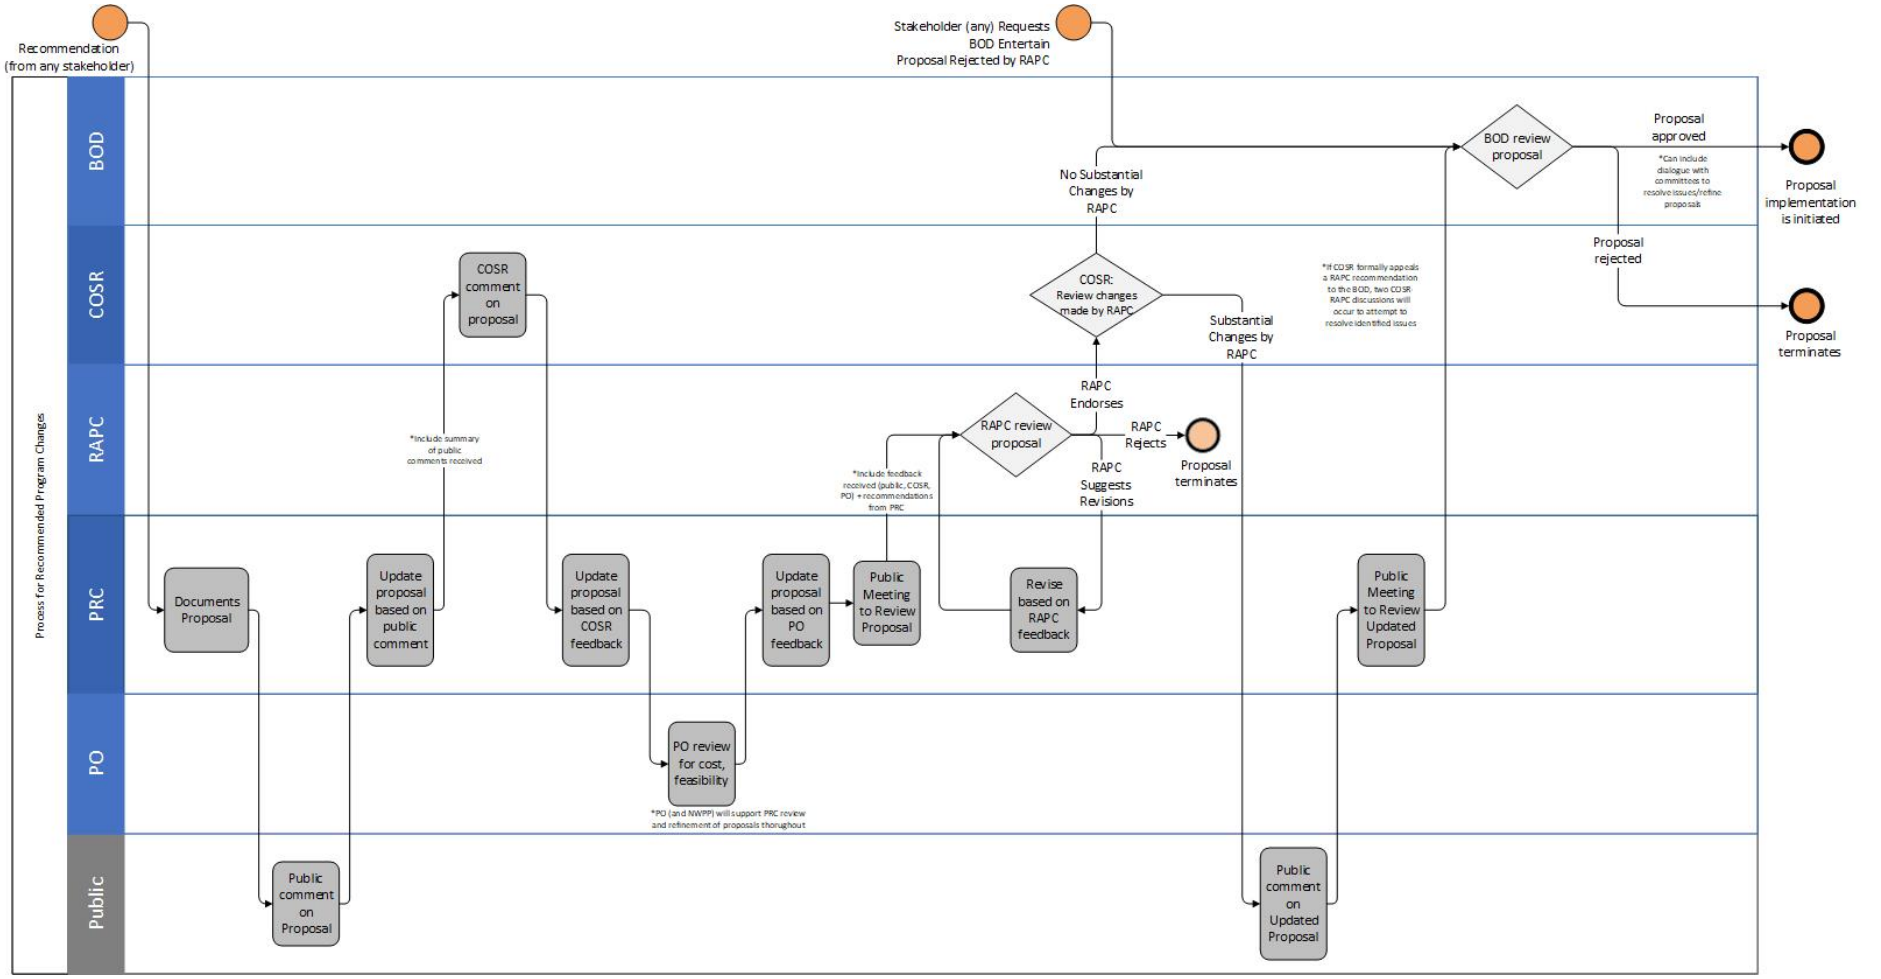 Recommendation
(from any stakeholder)
Stakeholder (any) Requests
BOD Entertain
Proposal Rejected by RAPC
Process for Recommended Program Changes
BOD
No Substantial
Changes by
RAPC
BOD review
proposal
Proposal
approved
*Can include
dialogue with
committees to
resolve issues/refine
proposals
Proposal
implementation
is initiated
COSR
COSR
comment
on
proposal
COSR:
Review changes
made by RAPC
Substantial
Changes by
RAPC
*If COSR formally appeals
a RAPC recommendation
to the BOD, two COSR
RAPC discussions will
occur to attempt to
resolve identified issues
Proposal
rejected
Proposal
terminates
RAPC
*Include summary
of public
comments received
*Include feedback
received (public, COSR,
PO) + recommendations
from PRC
RAPC review
proposal
RAPC
Endorses
RAPC
Rejects
RAPC
Suggests
Revisions
Proposal
terminates
PRC
Documents
Proposal
Update
proposal
based on
public
comment
Update
proposal
based on
COSR
feedback
Update
proposal
based on
PO
feedback
Public
Meeting
to Review
Proposal
Revise
based on
RAPC
feedback
Public
Meeting
to Review
Updated
Proposal
PO
PO review
for cost,
feasibility
*PO (and NWPP) will support PRC review
and refinement of proposals thorughout
Public
Public
comment
on
Proposal
Public
comment
on
Updated
Proposal